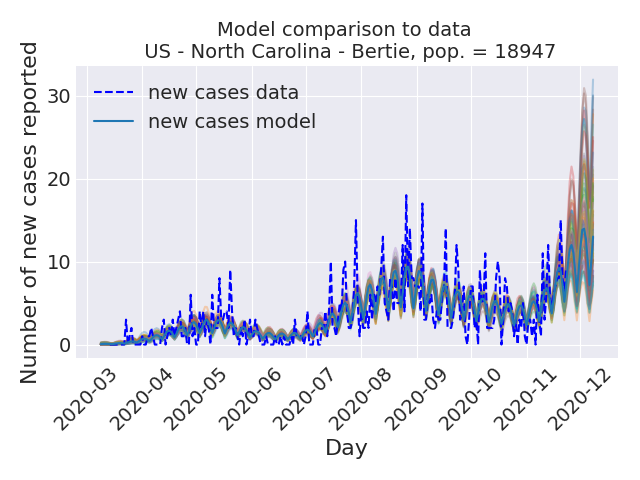 Model comparison to data
US - North Carolina - Bertie, pop. = 18947
Number of new cases reported
30
20
10
0
new cases data
new cases model
2020-03
2020-04
2020-05
2020-06
2020-07
2020-08
2020-09
2020-10
2020-11
2020-12
Day